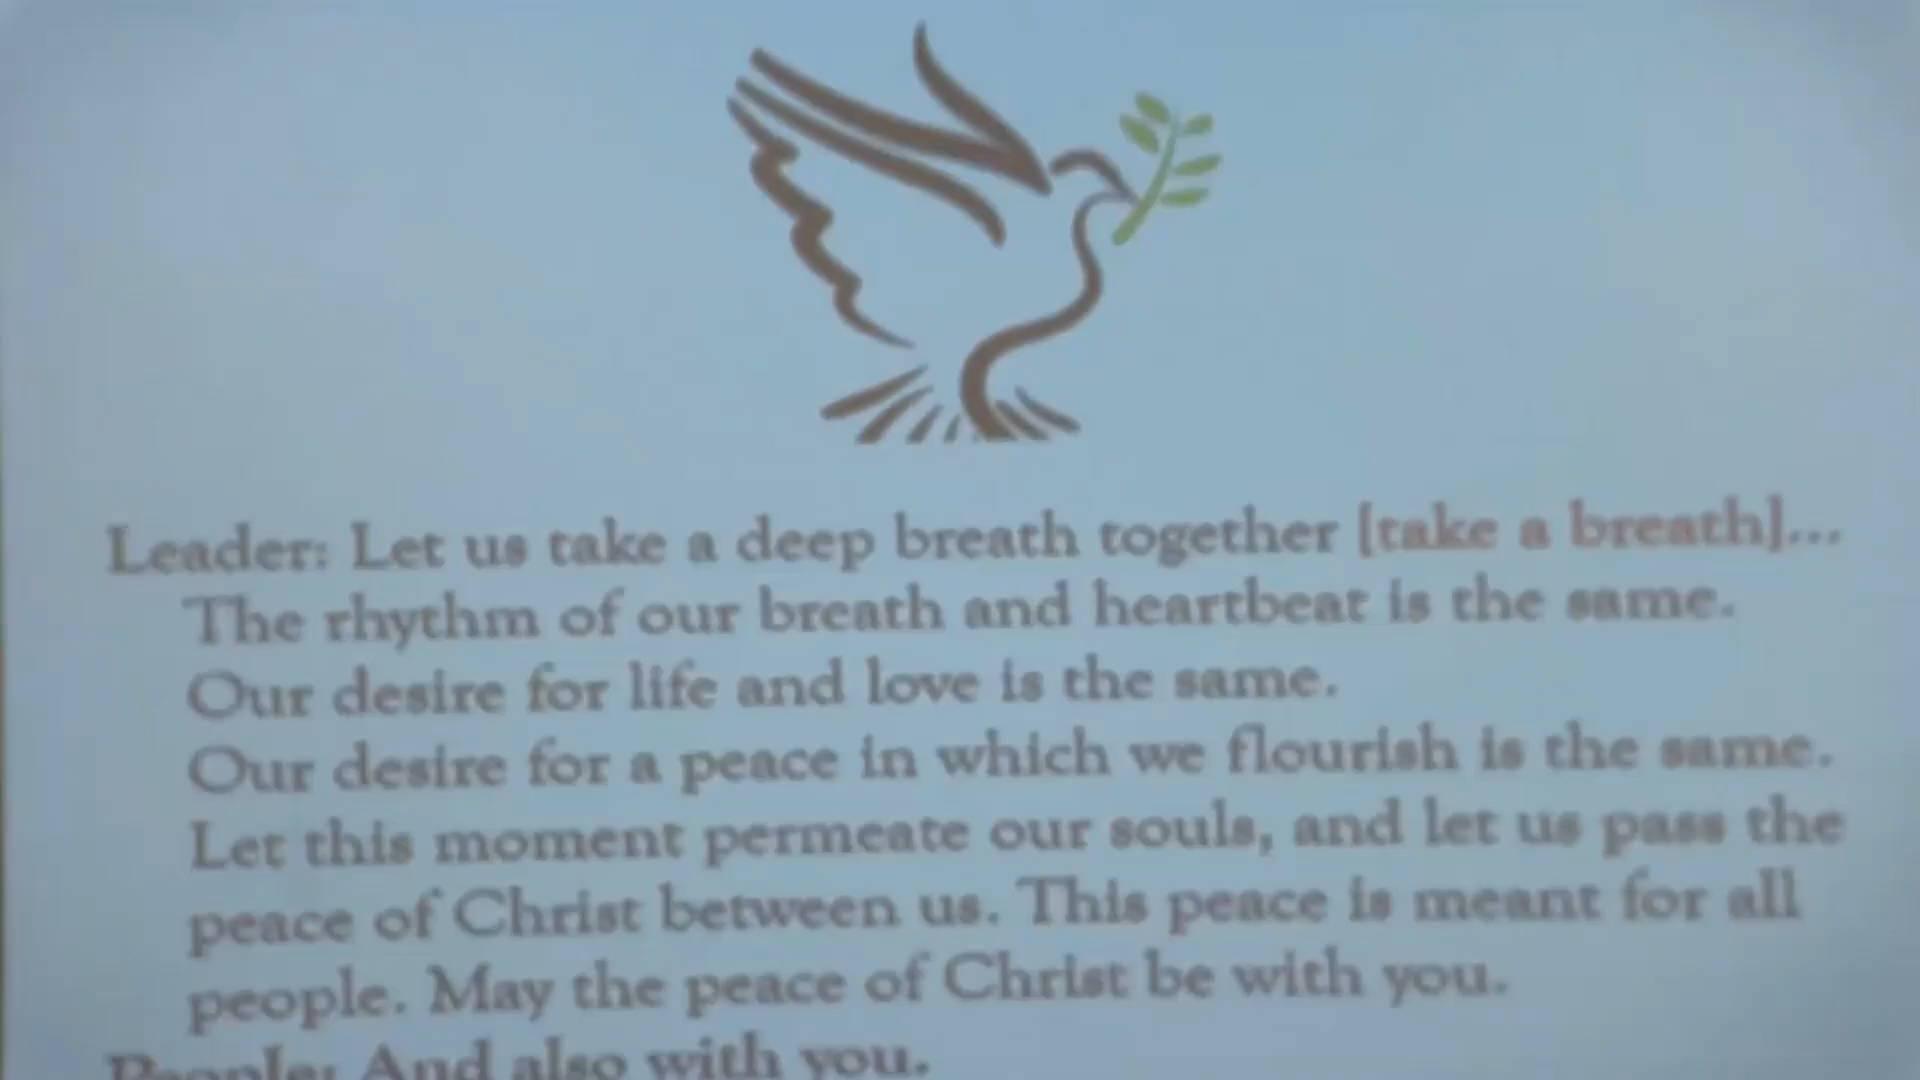 Leader: Let us take a deep breath together [take a breath]...
The rhythm of our breath and heartbeat is the same.
Our desire for life and love is the same.
Our desire for a peace in which we flourish is the same.
Let this moment permeate our souls, and let us pass the
peace of Christ between us. This peace is meant for all
people. May the peace of Christ be with you.
People: And also with you.